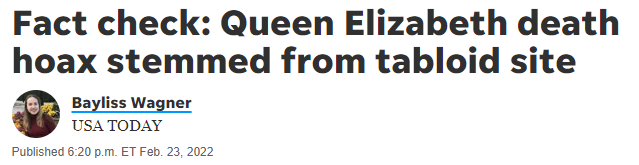 Fact check: Queen Elizabeth death
hoax stemmed from tabloid site
Bayliss Wagner
USA TODAY
Published 6:20 p.m. ET Feb. 23, 2022